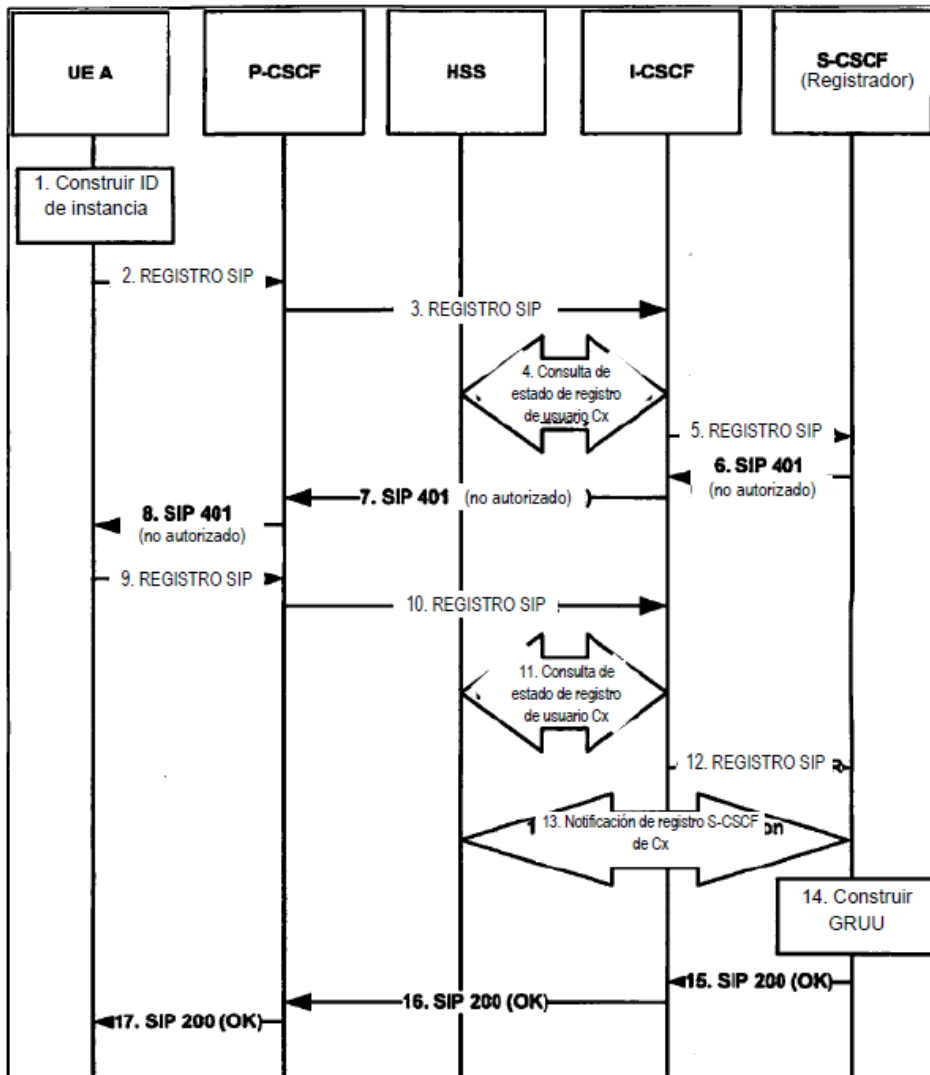 UE A
P-CSCF
HSS
I-CSCF
S-CSCF
(Registrador)
1. Construir ID
de instancia
2. REGISTRO SIP
3. REGISTRO SIP
4. Consulta de
estado de registro
de usuario Cx
5. REGISTRO SIP
6. SIP 401
(no autorizado)
7. SIP 401 (no autorizado) )
8. SIP 401
(no autorizado)
9. REGISTRO SIP
10. REGISTRO SIP
11. Consulta de
estado de registro
de usuario Cx
12. REGISTRO SIP
1 13. Notificación de registro S-CSCF on
de Cx
14. Construir
GRUU
15. SIP 200 (OK)
16. SIP 200 (OK)
17. SIP 200 (OK)